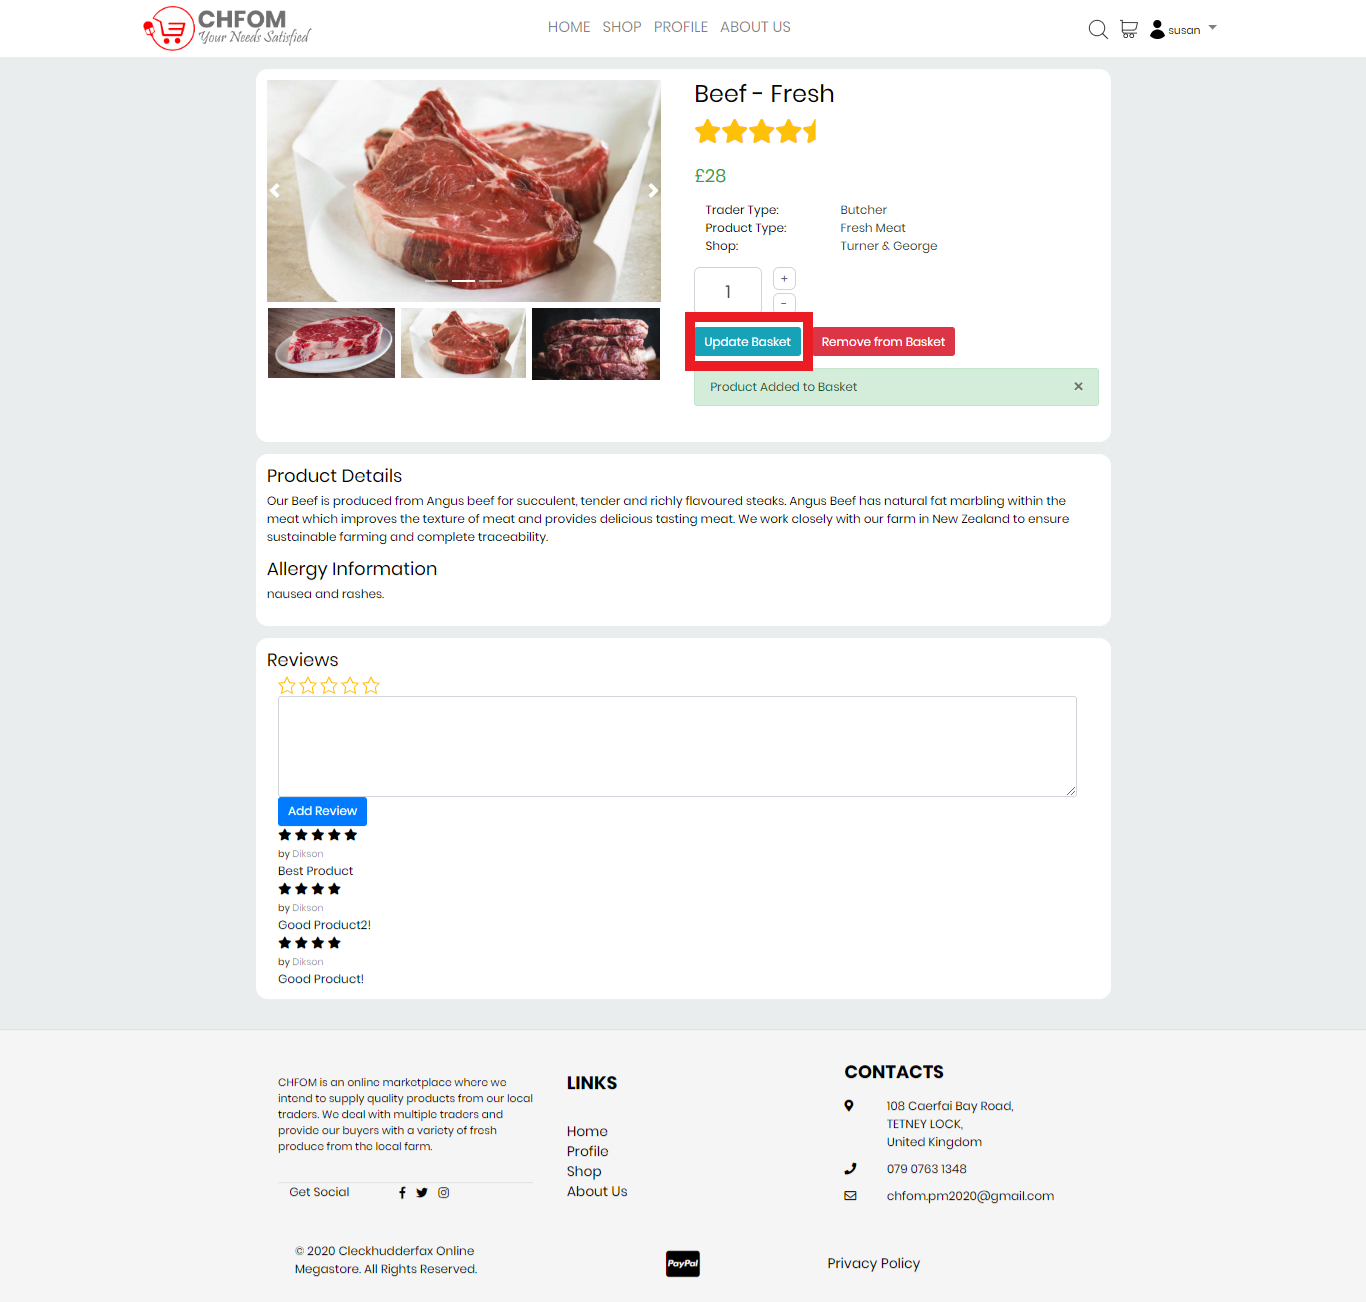 CHFOM
Your Needs Satisfied
HOME SHOP PROFILE ABOUT US
susan
Beef - Fresh
£28
Trader Type: Butcher
Product Type: Fresh Meat
Shop: Turner & George
1
+
-
Update Basket Remove from Basket
Product Added to Basket ×
Product Details
Our Beef is produced from Angus beef for succulent, tender and richly flavoured steaks. Angus Beef has natural fat marbling within the
meat which improves the texture of meat and provides delicious tasting meat. We work closely with our farm in New Zealand to ensure
sustainable farming and complete traceability.
Allergy Information
nausea and rashes.
Reviews
Add Review
by Dikson
Best Product
by Dikson
Good Product2!
by Dikson
Good Product!
CHFOM is an online marketplace where we
intend to supply quality products from our local
traders. We deal with multiple traders and
provide our buyers with a variety of fresh
produce from the local farm.
Get Social
LINKS
Home
Profile
Shop
About Us
CONTACTS
108 Caerfai Bay Road,
TETNEY LOCK,
United Kingdom
079 0763 1348
chfom.pm2020@gmail.com
© 2020 Cleckhudderfax Online
Megastore. All Rights Reserved.
PayPal
Privacy Policy